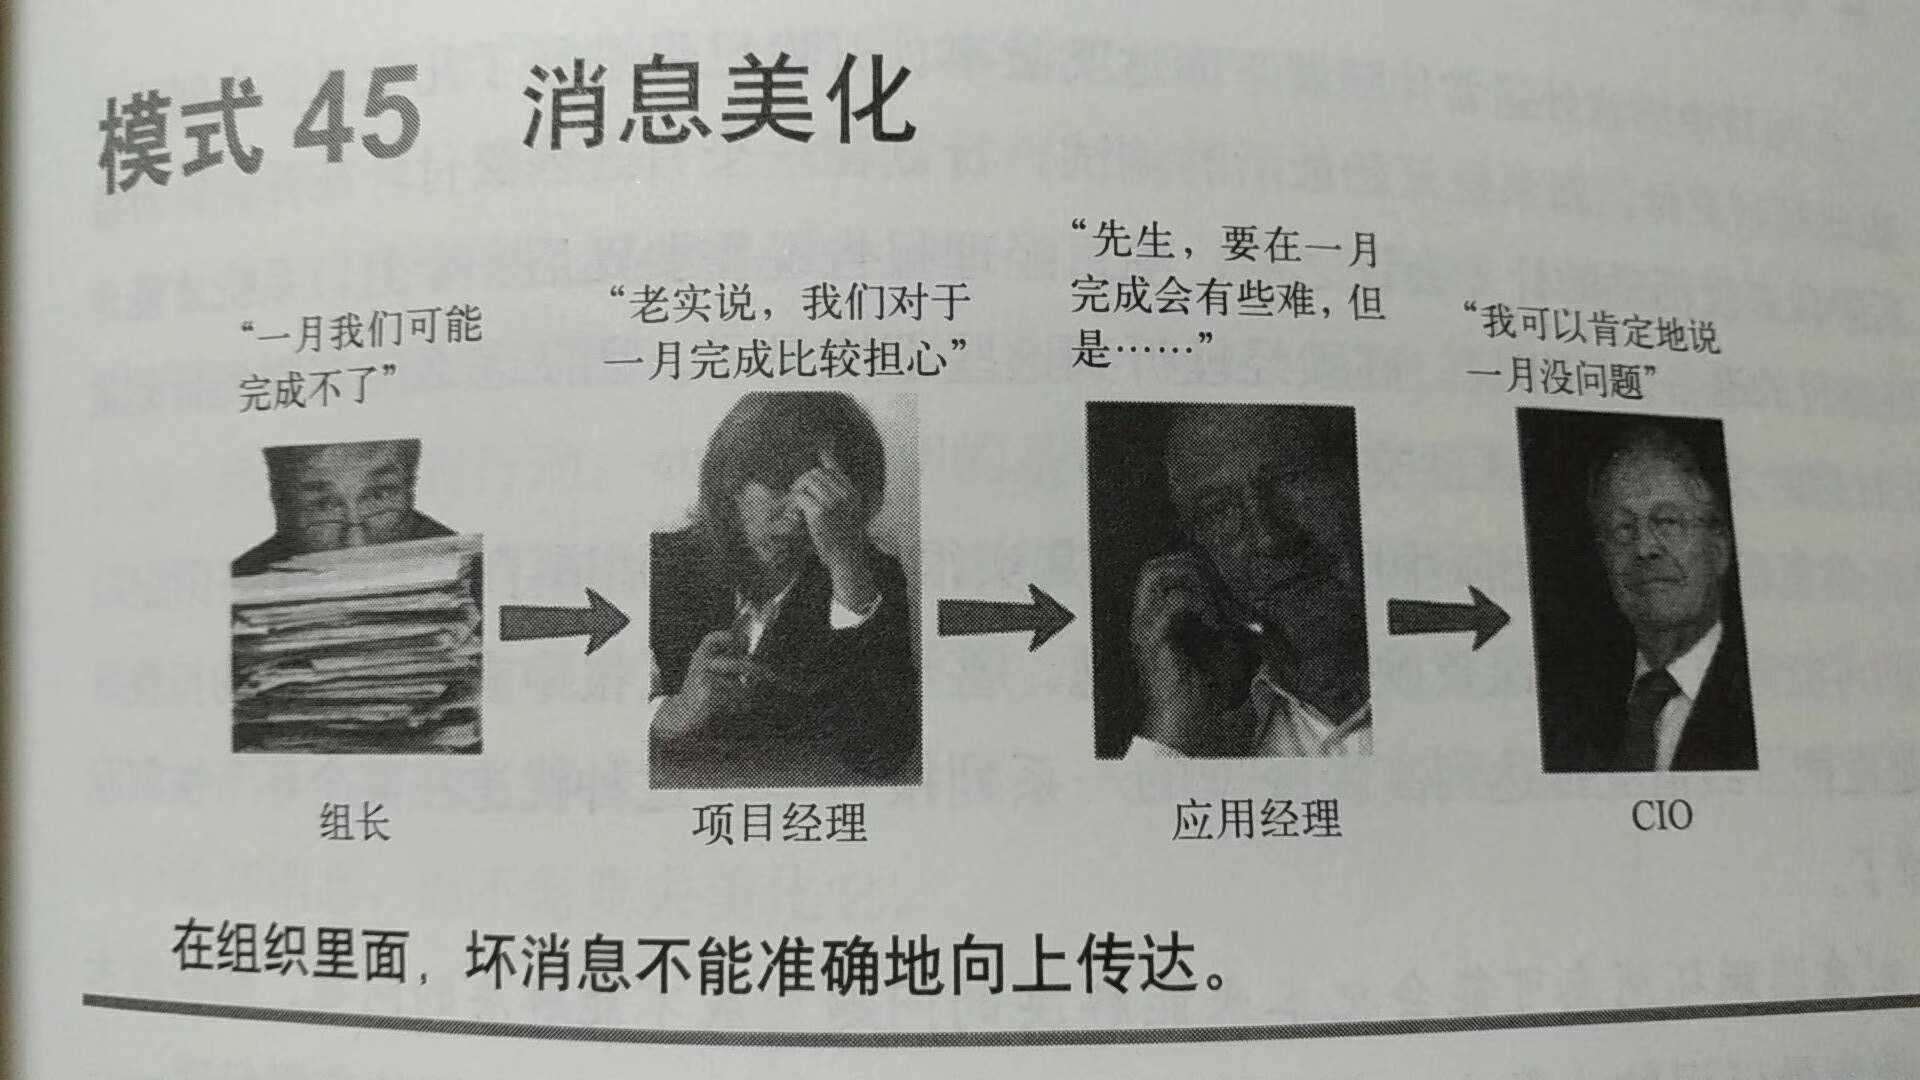 模式 45 消息美化
“一月我们可能
完成不了”
“老实说，我们对于
一月完成比较担心”
“先生，要在一月
完成会有些难，但
是……”
“我可以肯定地说
一月没问题”
组长
项目经理
应用经理
CIO
在组织里面，坏消息不能准确地向上传达。